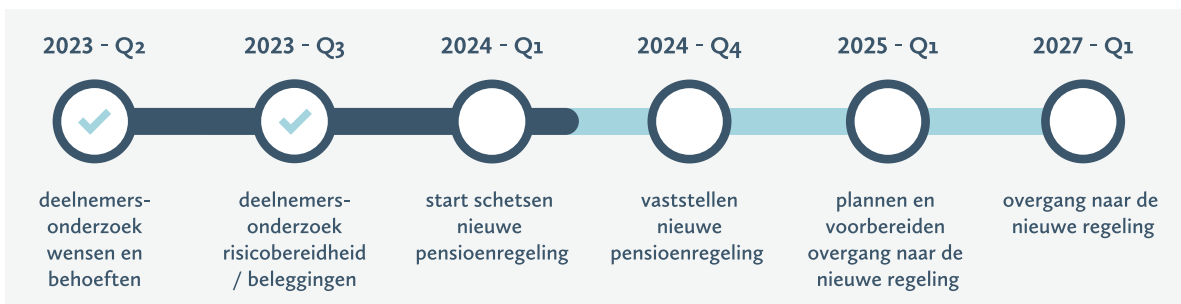 2023 - Q2
2023 - Q3
2024 - Q1
2024 - Q4
2025 - Q1
2027 - Q1
deelnemers-
onderzoek
wensen en
behoeften
deelnemers-
onderzoek
risicobereidheid
/ beleggingen
start schetsen
nieuwe
pensioenregeling
vaststellen
nieuwe
pensioenregeling
plannen en
voorbereiden
overgang naar de
nieuwe regeling
overgang naar de
nieuwe regeling